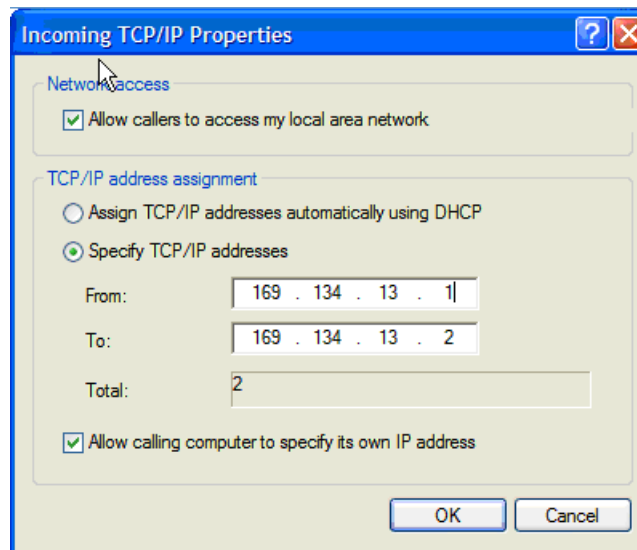 Incoming TCP/IP Properties
Network access
Allow callers to access my local area network
TCP/IP address assignment
Assign TCP/IP addresses automatically using DHCP
Specify TCP/IP addresses
From: 169 . 134 . 13 . 1
To: 169 . 134 . 13 . 2
Total: 2
Allow calling computer to specify its own IP address
OK Cancel